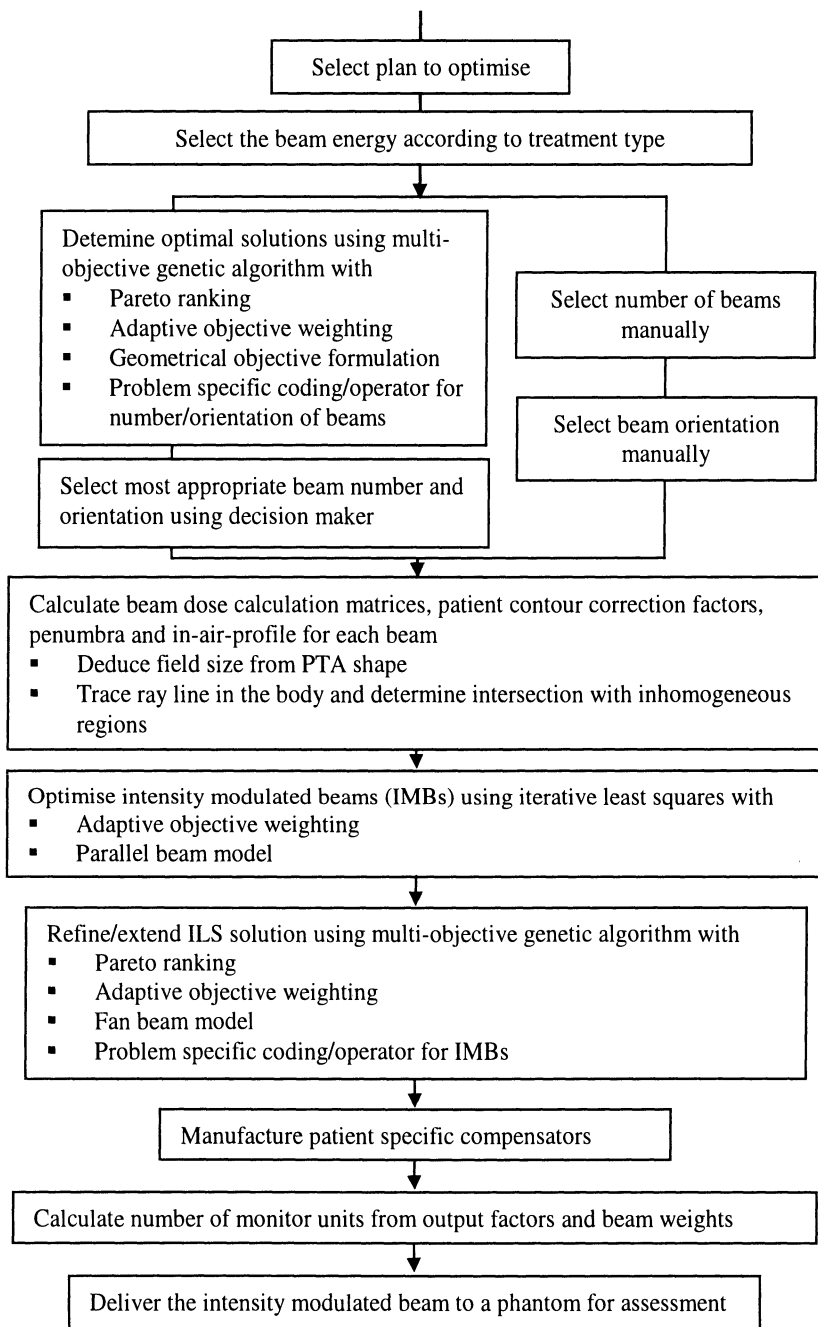 Select plan to optimise
Select the beam energy according to treatment type
Detemine optimal solutions using multi-
objective genetic algorithm with
▪ Pareto ranking
▪ Adaptive objective weighting
▪ Geometrical objective formulation
▪ Problem specific coding/operator for
number/orientation of beams
Select most appropriate beam number and
orientation using decision maker
Select number of beams
manually
Select beam orientation
manually
Calculate beam dose calculation matrices, patient contour correction factors,
penumbra and in-air-profile for each beam
▪ Deduce field size from PTA shape
▪ Trace ray line in the body and determine intersection with inhomogeneous
regions
Optimise intensity modulated beams (IMBs) using iterative least squares with
▪ Adaptive objective weighting
▪ Parallel beam model
Refine/extend ILS solution using multi-objective genetic algorithm with
▪ Pareto ranking
▪ Adaptive objective weighting
▪ Fan beam model
▪ Problem specific coding/operator for IMBs
Manufacture patient specific compensators
Calculate number of monitor units from output factors and beam weights
Deliver the intensity modulated beam to a phantom for assessment